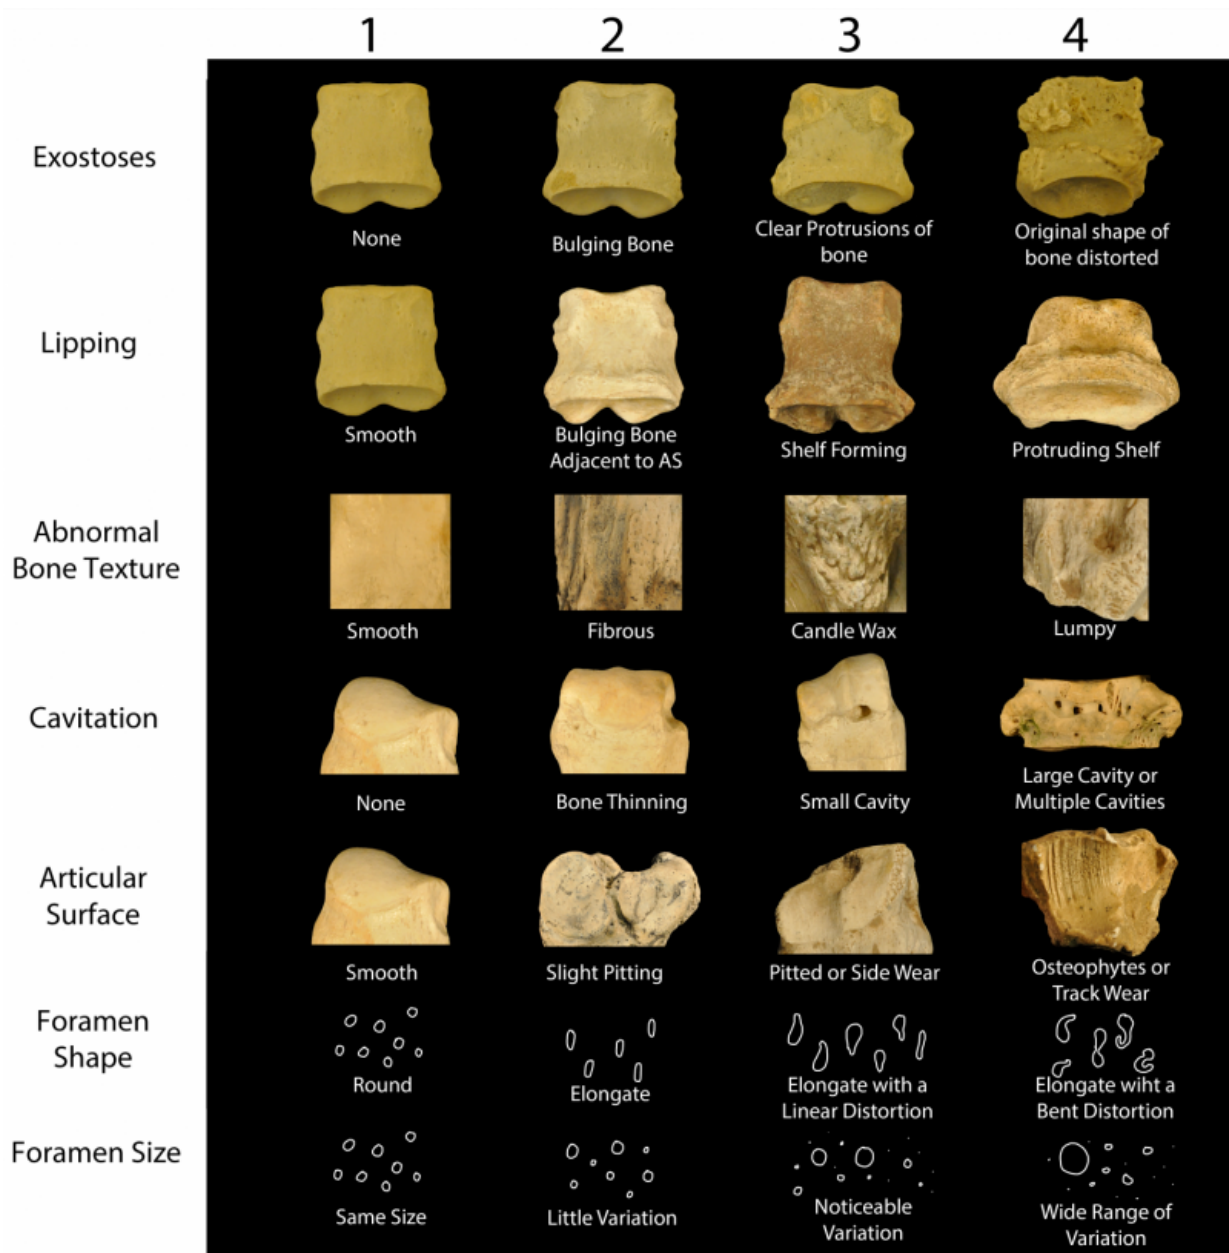 1 2 3 4
Exostoses
None
Bulging Bone
Clear Protrusions of
bone
Original shape of
bone distorted
Lipping
Smooth
Bulging Bone
Adjacent to AS
Shelf Forming
Protruding Shelf
Abnormal
Bone Texture
Smooth
Fibrous
Candle Wax
Lumpy
Cavitation
None
Bone Thinning
Small Cavity
Large Cavity or
Multiple Cavities
Articular
Surface
Smooth
Slight Pitting
Pitted or Side Wear
Osteophytes or
Track Wear
Foramen
Shape
Round
Elongate
Elongate with a
Linear Distortion
Elongate wiht a
Bent Distortion
Foramen Size
Same Size
Little Variation
Noticeable
Variation
Wide Range of
Variation